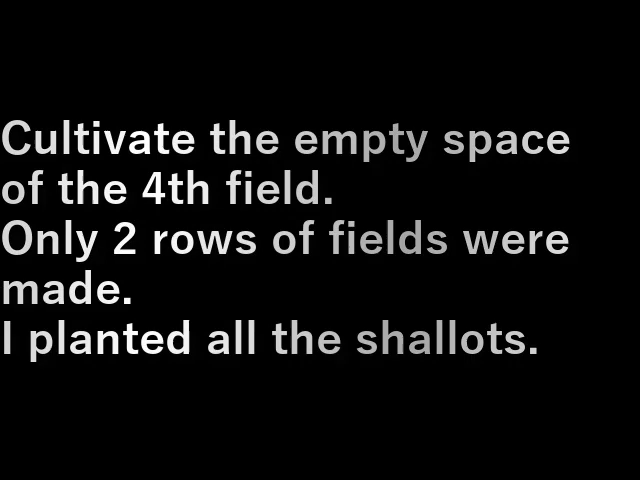 Cultivate the empty space
of the 4th field.
Only 2 rows of fields were
made.
I planted all the shallots.